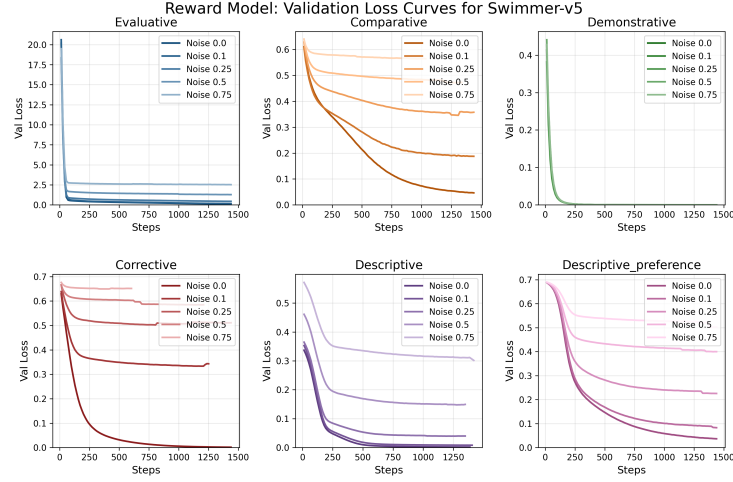 Reward Model: Validation Loss Curves for Swimmer-v5
Evaluative
Val Loss
20.0
17.5
15.0
12.5
10.0
7.5
5.0
2.5
0.0
Noise 0.0
Noise 0.1
Noise 0.25
Noise 0.5
Noise 0.75
0 250 500 750 1000 1250 1500
Steps
Comparative
Val Loss
0.6
0.5
0.4
0.3
0.2
0.1
0.0
Noise 0.0
Noise 0.1
Noise 0.25
Noise 0.5
Noise 0.75
0 250 500 750 1000 1250 1500
Steps
Demonstrative
Val Loss
0.4
0.3
0.2
0.1
0.0
Noise 0.0
Noise 0.1
Noise 0.25
Noise 0.5
Noise 0.75
0 250 500 750 1000 1250 1500
Steps
Corrective
Val Loss
0.7
0.6
0.5
0.4
0.3
0.2
0.1
0.0
Noise 0.0
Noise 0.1
Noise 0.25
Noise 0.5
Noise 0.75
0 250 500 750 1000 1250 1500
Steps
Descriptive
Val Loss
0.5
0.4
0.3
0.2
0.1
0.0
Noise 0.0
Noise 0.1
Noise 0.25
Noise 0.5
Noise 0.75
0 250 500 750 1000 1250
Steps
Descriptive_preference
Val Loss
0.7
0.6
0.5
0.4
0.3
0.2
0.1
0.0
Noise 0.0
Noise 0.1
Noise 0.25
Noise 0.5
Noise 0.75
0 250 500 750 1000 1250 1500
Steps